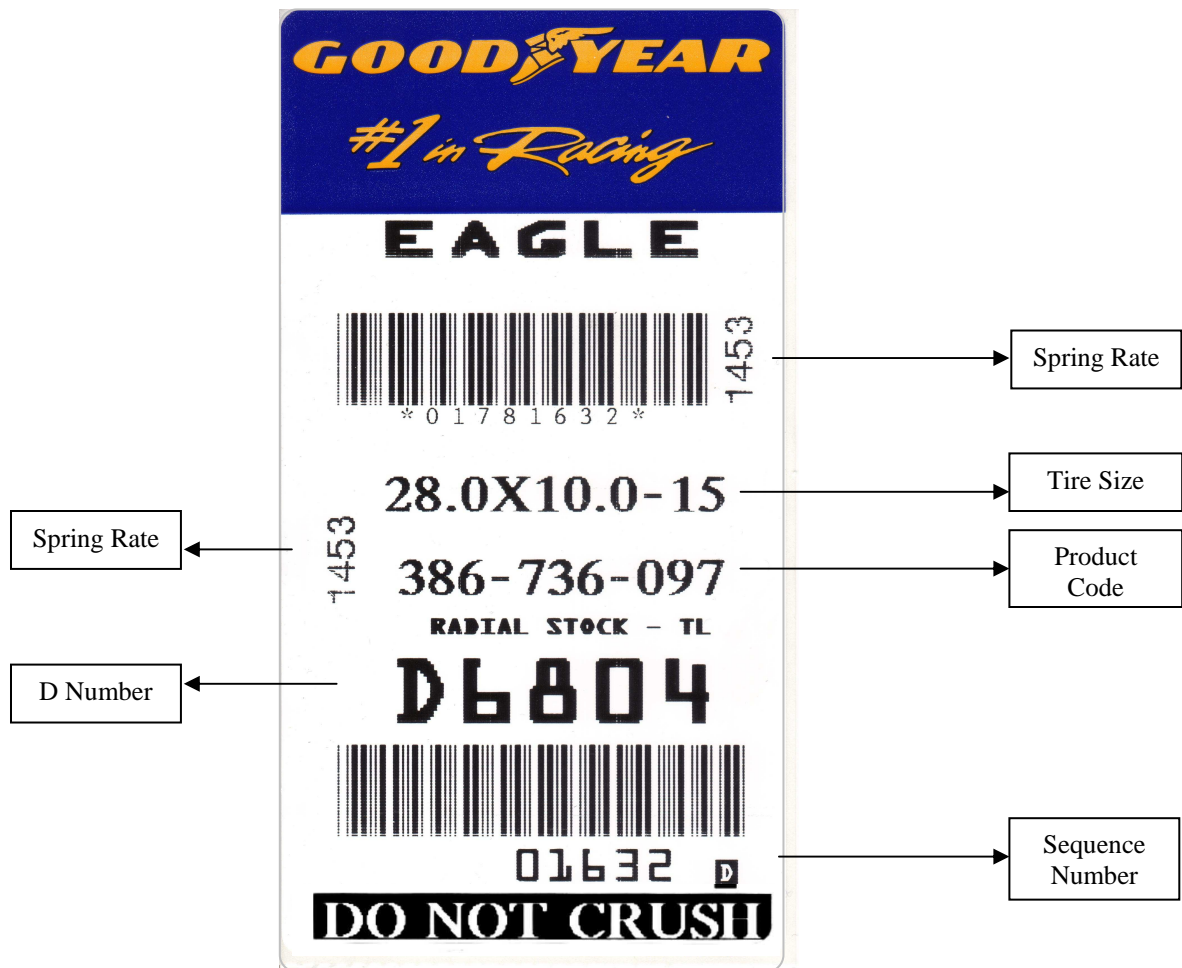 GOODYEAR
#1 in Racing
EAGLE
1453
*01781632*
Spring Rate
28.0X10.0-15
Tire Size
Spring Rate
1453
386-736-097
Product
Code
RADIAL STOCK - TL
D Number
D6804
01632 D
Sequence
Number
DO NOT CRUSH